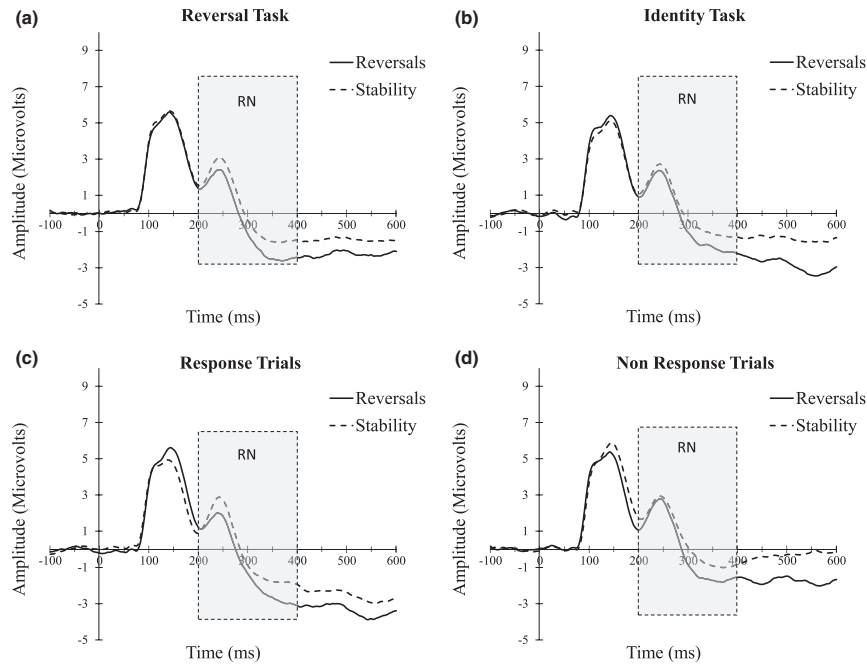 (a)
Reversal Task
Amplitude (Microvolts)
9
7
5
3
1
-1
-3
-5
-100 0 100 200 300 400 500 600
RN
Reversals
Stability
Time (ms)
(b)
Identity Task
Amplitude (Microvolts)
9
7
5
3
1
-1
-3
-5
-100 0 100 200 300 400 500 600
RN
Reversals
Stability
Time (ms)
(c)
Response Trials
Amplitude (Microvolts)
9
7
5
3
1
-1
-3
-5
-100 0 100 200 300 400 500 600
RN
Reversals
Stability
Time (ms)
(d)
Non Response Trials
Amplitude (Microvolts)
9
7
5
3
1
-1
-3
-5
-100 0 100 200 300 400 500 600
RN
Reversals
Stability
Time (ms)